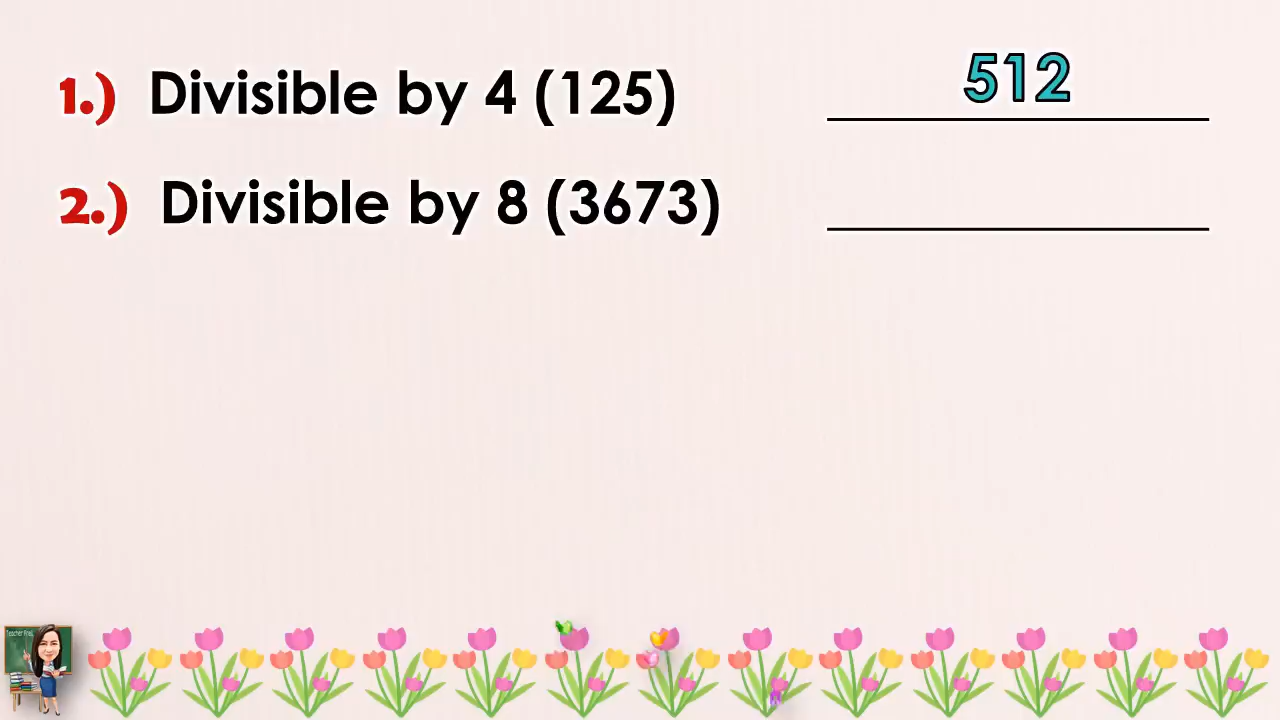 1.) Divisible by 4 (125) 512
2.) Divisible by 8 (3673)